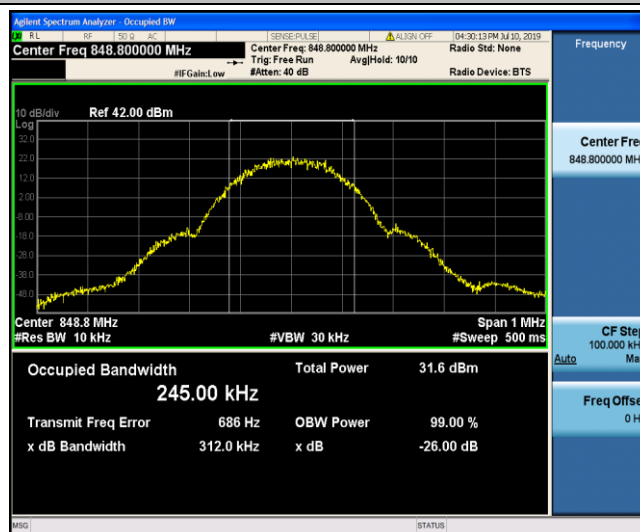 Agilent Spectrum Analyzer - Occupied BW
RL RF 50 Ω AC SENSE:PULSE ALIGN OFF 04:30:13 PM Jul 10, 2019
Center Freq 848.800000 MHz Center Freq: 848.800000 MHz Radio Std: None Frequency
Trig: Free Run Avg|Hold: 10/10
#IFGain:Low #Atten: 40 dB Radio Device: BTS
10 dB/div Ref 42.00 dBm
Log
32.0
22.0
12.0
2.00
-8.00
-18.0
-28.0
-38.0
-48.0
Center Fre
848.800000 MH
Center 848.8 MHz Span 1 MHz
#Res BW 10 kHz #VBW 30 kHz #Sweep 500 ms
CF Step
100.000 kH
Auto Ma
Occupied Bandwidth Total Power 31.6 dBm
245.00 kHz
Transmit Freq Error 686 Hz OBW Power 99.00 %
x dB Bandwidth 312.0 kHz x dB -26.00 dB
Freq Offse
0 H
MSG STATUS